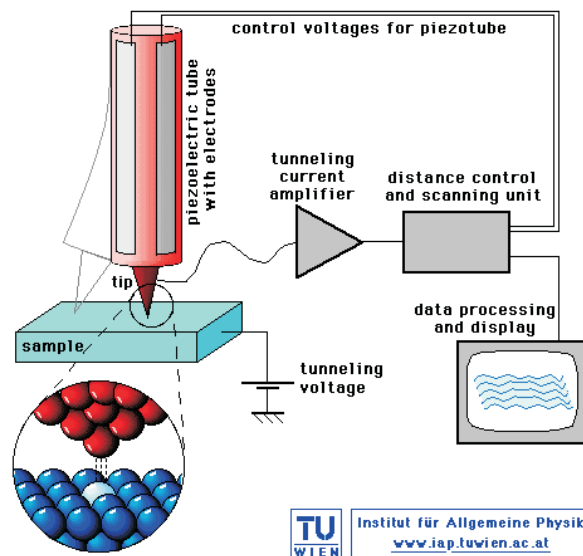 control voltages for piezotube
piezoelectric tube
with electrodes
tunneling
current
amplifier
distance control
and scanning unit
tip
data processing
and display
sample
tunneling
voltage
TU
WIEN
Institut für Allgemeine Physik
www.iap.tuwien.ac.at